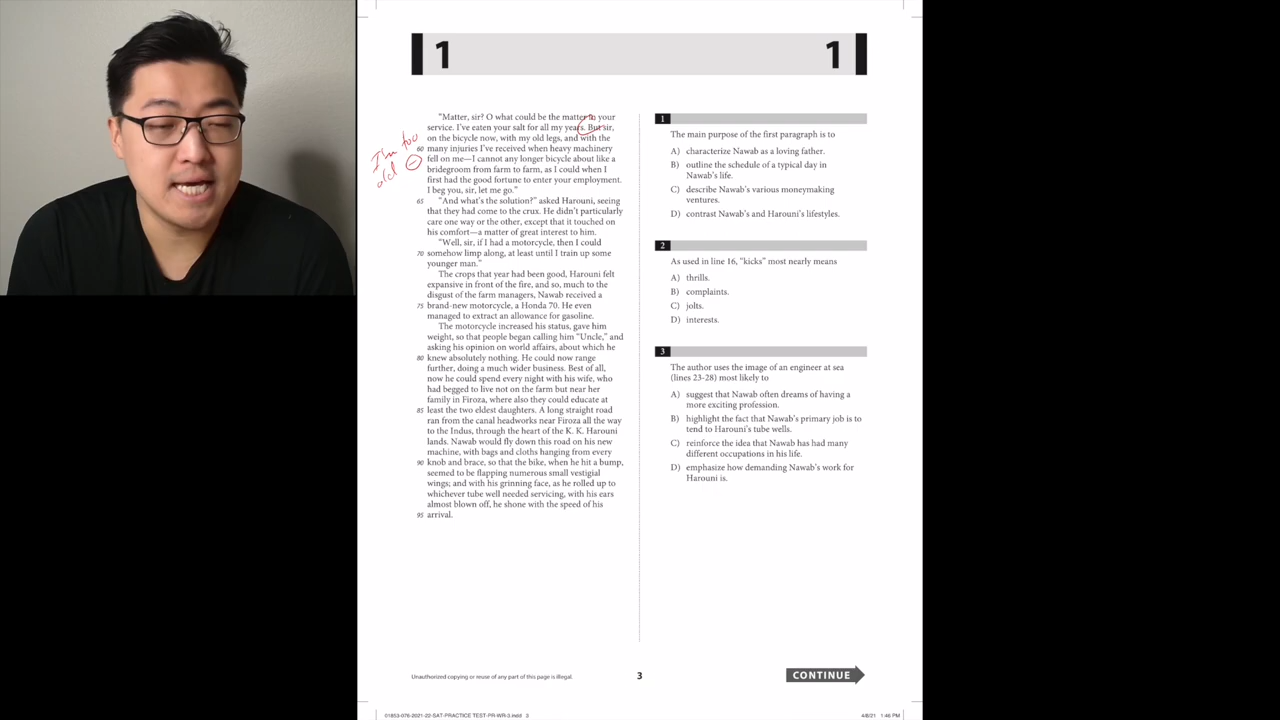 1
1
"Matter, sir? O what could be the matter in your
service. I've eaten your salt for all my years. But sir,
on the bicycle now, with my old legs, and with the
60 many injuries I've received when heavy machinery
fell on me—I cannot any longer bicycle about like a
bridegroom from farm to farm, as I could when I
first had the good fortune to enter your employment.
I beg you, sir, let me go."
65 "And what's the solution?" asked Harouni, seeing
that they had come to the crux. He didn't particularly
care one way or the other, except that it touched on
his comfort—a matter of great interest to him.
"Well, sir, if I had a motorcycle, then I could
70 somehow limp along, at least until I train up some
younger man."
The crops that year had been good, Harouni felt
expansive in front of the fire, and so, much to the
disgust of the farm managers, Nawab received a
75 brand-new motorcycle, a Honda 70. He even
managed to extract an allowance for gasoline.
The motorcycle increased his status, gave him
weight, so that people began calling him "Uncle," and
asking his opinion on world affairs, about which he
80 knew absolutely nothing. He could now range
further, doing a much wider business. Best of all,
now he could spend every night with his wife, who
had begged to live not on the farm but near her
family in Firoza, where also they could educate at
85 least the two eldest daughters. A long straight road
ran from the canal headworks near Firoza all the way
to the Indus, through the heart of the K. K. Harouni
lands. Nawab would fly down this road on his new
machine, with bags and cloths hanging from every
90 knob and brace, so that the bike, when he hit a bump,
seemed to be flapping numerous small vestigial
wings; and with his grinning face, as he rolled up to
whichever tube well needed servicing, with his ears
almost blown off, he shone with the speed of his
95 arrival.
I'm too
old
1
The main purpose of the first paragraph is to
A) characterize Nawab as a loving father.
B) outline the schedule of a typical day in
Nawab's life.
C) describe Nawab's various moneymaking
ventures.
D) contrast Nawab's and Harouni's lifestyles.
2
As used in line 16, "kicks" most nearly means
A) thrills.
B) complaints.
C) jolts.
D) interests.
3
The author uses the image of an engineer at sea
(lines 23-28) most likely to
A) suggest that Nawab often dreams of having a
more exciting profession.
B) highlight the fact that Nawab's primary job is to
tend to Harouni's tube wells.
C) reinforce the idea that Nawab has had many
different occupations in his life.
D) emphasize how demanding Nawab's work for
Harouni is.
Unauthorized copying or reuse of any part of this page is illegal.
3
CONTINUE
01853-076-2021-22-SAT-PRACTICE TEST-PR-WR-3.indd 3
4/8/21 1:46 PM